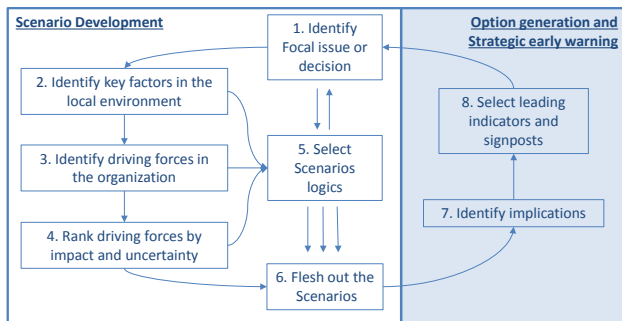 Scenario Development
Option generation and
Strategic early warning
1. Identify
Focal issue or
decision
2. Identify key factors in the
local environment
3. Identify driving forces in
the organization
4. Rank driving forces by
impact and uncertainty
5. Select
Scenarios
logics
6. Flesh out the
Scenarios
7. Identify implications
8. Select leading
indicators and
signposts